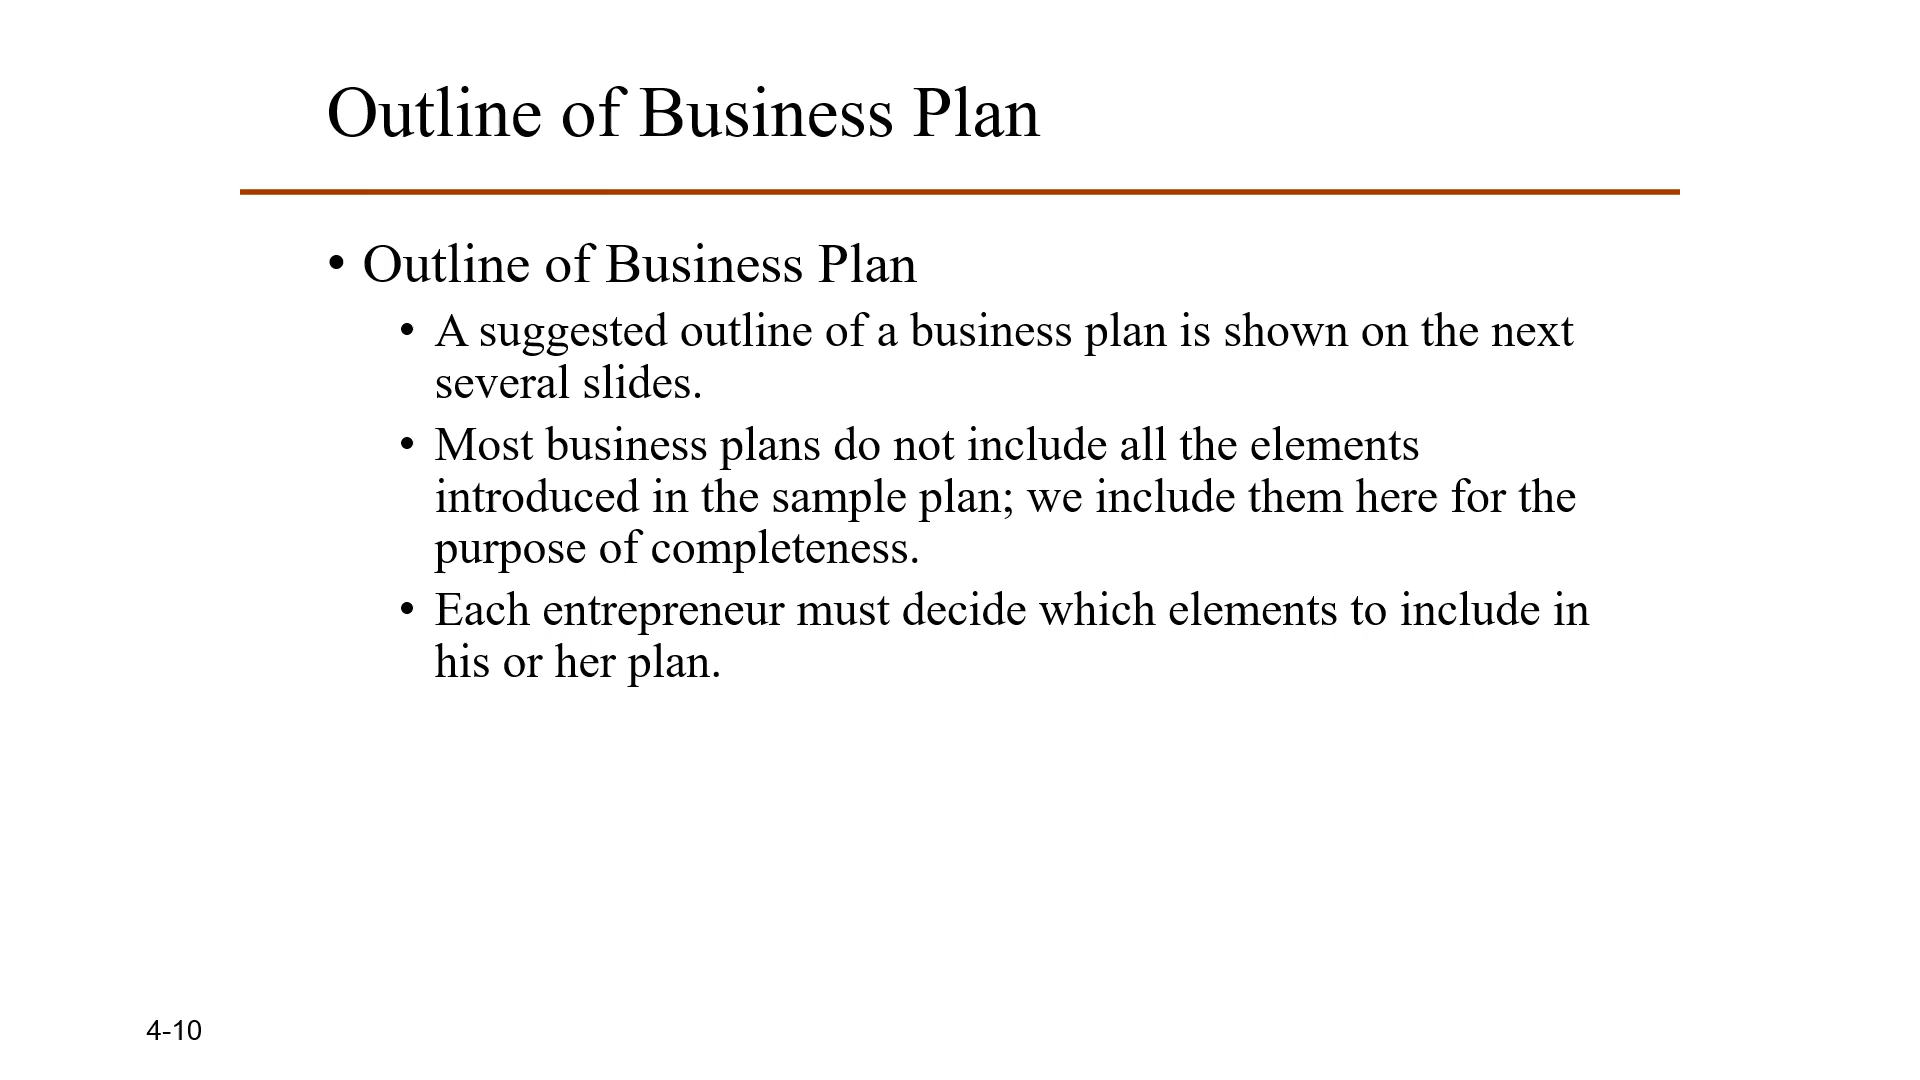 Outline of Business Plan
• Outline of Business Plan
• A suggested outline of a business plan is shown on the next
several slides.
• Most business plans do not include all the elements
introduced in the sample plan; we include them here for the
purpose of completeness.
• Each entrepreneur must decide which elements to include in
his or her plan.
4-10